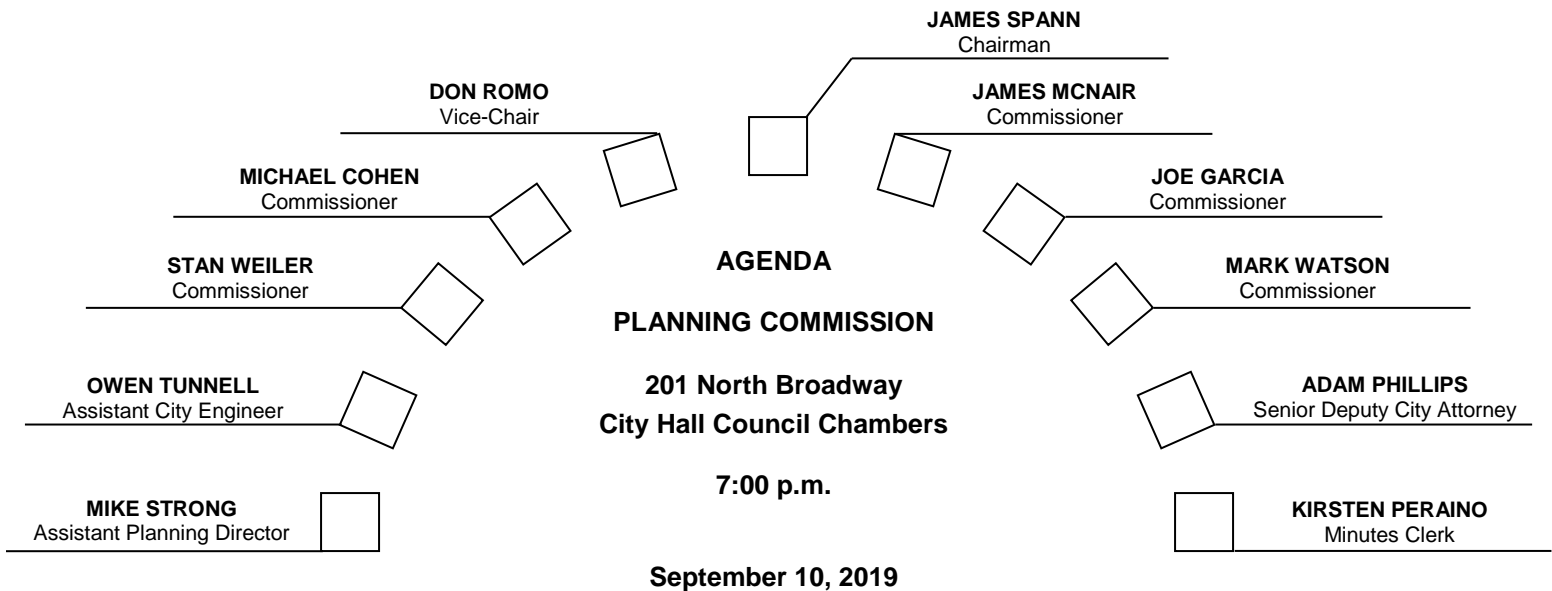 JAMES SPANN
Chairman
DON ROMO
Vice-Chair
JAMES MCNAIR
Commissioner
MICHAEL COHEN
Commissioner
JOE GARCIA
Commissioner
STAN WEILER
Commissioner
MARK WATSON
Commissioner
OWEN TUNNELL
Assistant City Engineer
ADAM PHILLIPS
Senior Deputy City Attorney
MIKE STRONG
Assistant Planning Director
KIRSTEN PERAINO
Minutes Clerk
AGENDA
PLANNING COMMISSION
201 North Broadway
City Hall Council Chambers
7:00 p.m.
September 10, 2019